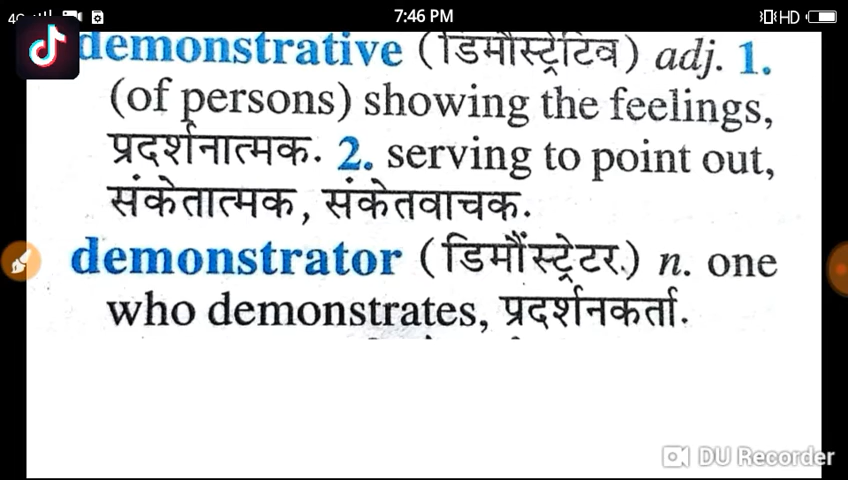 4G 7:46 PM HD
demonstrative (डिमौंस्ट्रेटिव) adj. 1.
(of persons) showing the feelings,
प्रदर्शनात्मक. 2. serving to point out,
संकेतात्मक, संकेतवाचक.
demonstrator (डिमौंस्ट्रेटर.) n. one
who demonstrates, प्रदर्शनकर्ता.
DU Recorder